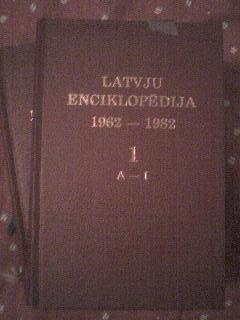 LATVJU
ENCIKLOPĒDIJA
1962 — 1982
1
A — I